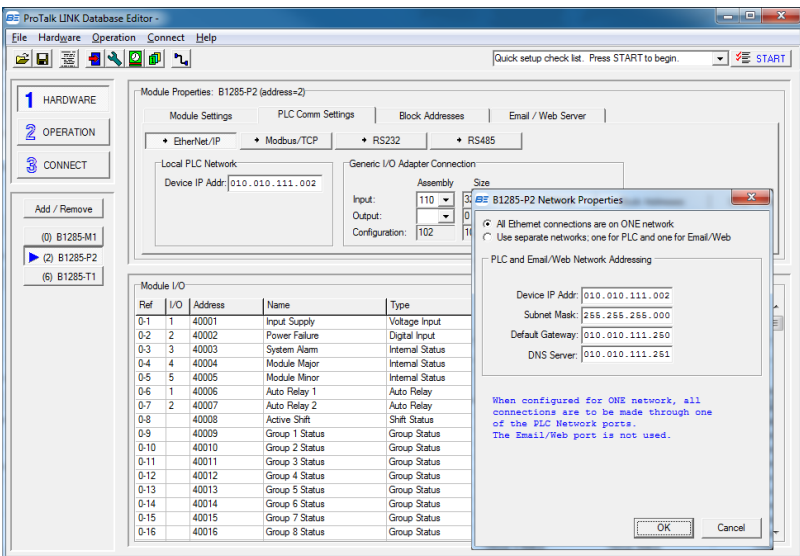 BE ProTalk LINK Database Editor -
File Hardware Operation Connect Help
Quick setup check list. Press START to begin. START
1 HARDWARE
2 OPERATION
3 CONNECT
Add / Remove
(0) B1285-M1
(2) B1285-P2
(6) B1285-T1
Module Properties: B1285-P2 (address=2)
Module Settings PLC Comm Settings Block Addresses Email / Web Server
EtherNet/IP Modbus/TCP RS232 RS485
Local PLC Network
Device IP Addr: 010.010.111.002
Generic I/O Adapter Connection
Assembly Size
Input: 110 32
Output: 0
Configuration: 102 10
Module I/O
Ref I/O Address Name Type
0-1 1 40001 Input Supply Voltage Input
0-2 2 40002 Power Failure Digital Input
0-3 3 40003 System Alarm Internal Status
0-4 4 40004 Module Major Internal Status
0-5 5 40005 Module Minor Internal Status
0-6 1 40006 Auto Relay 1 Auto Relay
0-7 2 40007 Auto Relay 2 Auto Relay
0-8 40008 Active Shift Shift Status
0-9 40009 Group 1 Status Group Status
0-10 40010 Group 2 Status Group Status
0-11 40011 Group 3 Status Group Status
0-12 40012 Group 4 Status Group Status
0-13 40013 Group 5 Status Group Status
0-14 40014 Group 6 Status Group Status
0-15 40015 Group 7 Status Group Status
0-16 40016 Group 8 Status Group Status
BE B1285-P2 Network Properties
All Ethernet connections are on ONE network
Use separate networks; one for PLC and one for Email/Web
PLC and Email/Web Network Addressing
Device IP Addr: 010.010.111.002
Subnet Mask: 255.255.255.000
Default Gateway: 010.010.111.250
DNS Server: 010.010.111.251
When configured for ONE network, all
connections are to be made through one
of the PLC Network ports.
The Email/Web port is not used.
OK Cancel